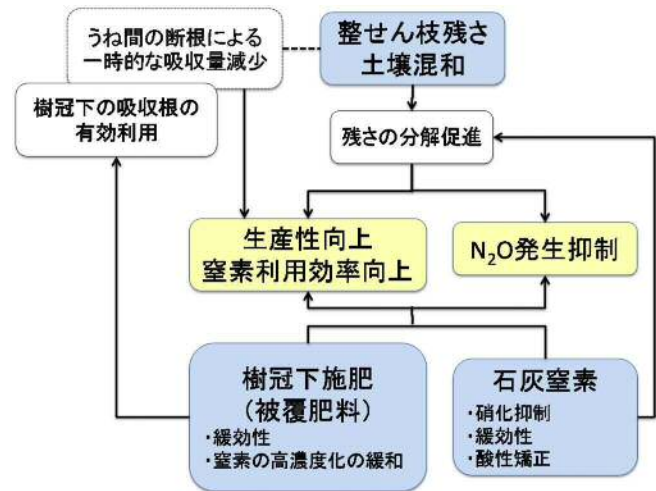 うね間の断根による
一時的な吸収量減少
整せん枝残さ
土壌混和
樹冠下の吸収根の
有効利用
残さの分解促進
生産性向上
窒素利用効率向上
N₂O発生抑制
樹冠下施肥
(被覆肥料)
・緩効性
・窒素の高濃度化の緩和
石灰窒素
・硝化抑制
・緩効性
・酸性矯正